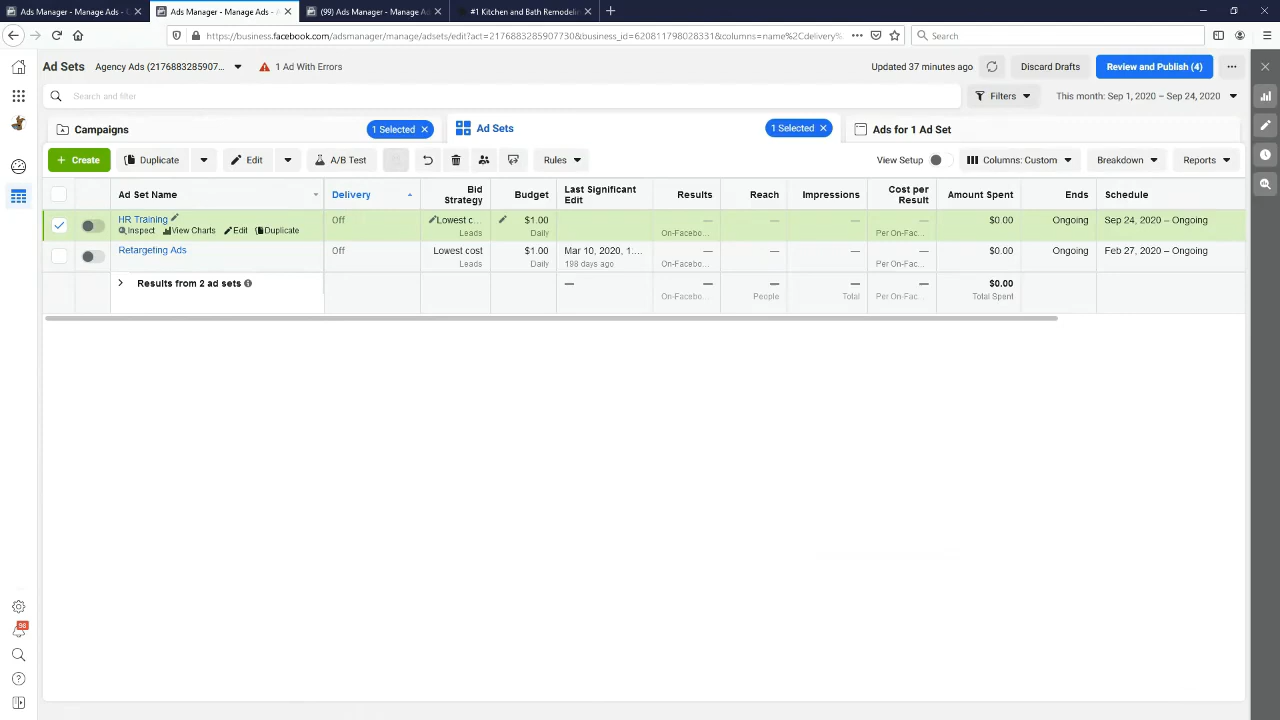 Ads Manager - Manage Ads - 
Ads Manager - Manage Ads - 
(99) Ads Manager - Manage Ad
#1 Kitchen and Bath Remodeli
https://business.facebook.com/adsmanager/manage/adsets/edit?act=2176883285907730&business_id=620811798028331&columns=name%2Cdelivery%
Search
Ad Sets
Agency Ads (2176883285907...
1 Ad With Errors
Updated 37 minutes ago
Discard Drafts
Review and Publish (4)
Search and filter
Filters
This month: Sep 1, 2020 – Sep 24, 2020
Campaigns
1 Selected
Ad Sets
1 Selected
Ads for 1 Ad Set
+ Create
Duplicate
Edit
A/B Test
Rules
View Setup
Columns: Custom
Breakdown
Reports
Ad Set Name
Delivery
Bid Strategy
Budget
Last Significant Edit
Results
Reach
Impressions
Cost per Result
Amount Spent
Ends
Schedule
HR Training
Inspect
View Charts
Edit
Duplicate
Off
Lowest c...
Leads
$1.00
Daily
—
On-Facebo...
—
—
—
Per On-Fac...
$0.00
Ongoing
Sep 24, 2020 – Ongoing
Retargeting Ads
Off
Lowest cost
Leads
$1.00
Daily
Mar 10, 2020, 1....
198 days ago
—
On-Facebo...
—
—
—
Per On-Fac...
$0.00
Ongoing
Feb 27, 2020 – Ongoing
Results from 2 ad sets
—
—
On-Facebo...
—
People
—
Total
—
Per On-Fac...
$0.00
Total Spent
98